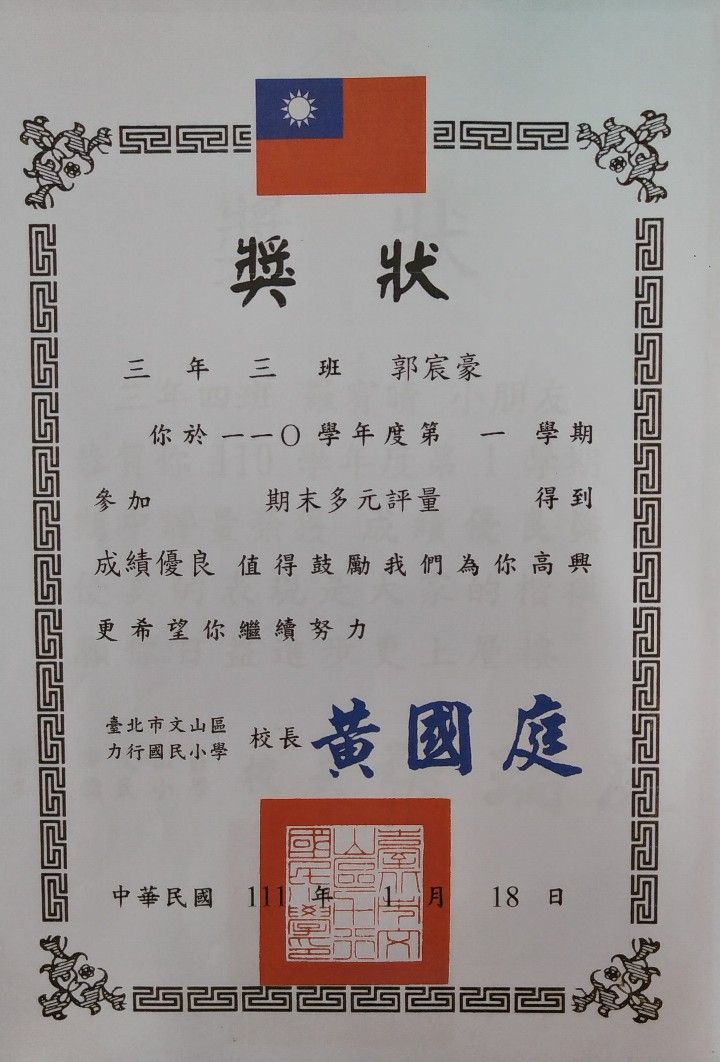 獎狀
三年三班 郭宸豪
你於一一〇學年度第一學期
參加 期末多元評量 得到
成績優良 值得鼓勵我們為你高興
更希望你繼續努力
臺北市文山區
力行國民小學 校長 黃國庭
中華民國 111 年 1 月 18 日